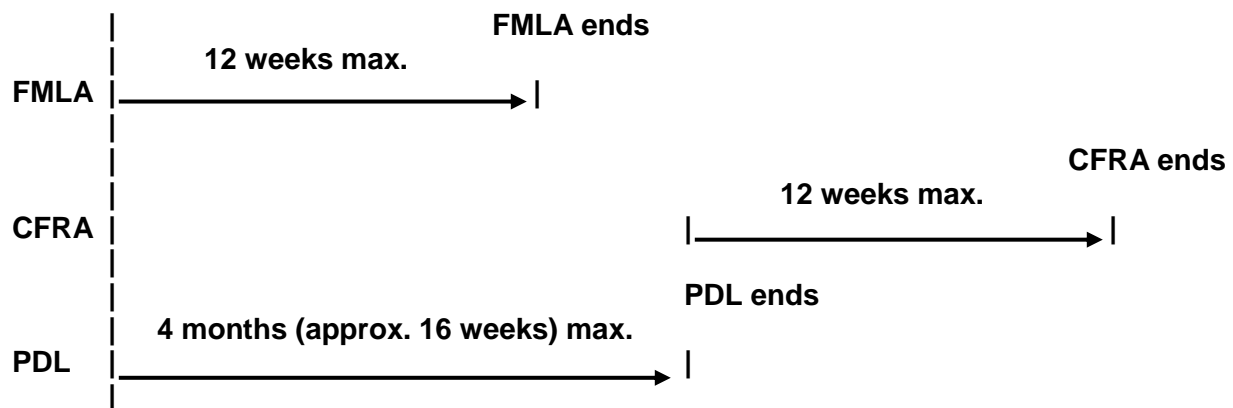 FMLA ends
12 weeks max.
FMLA
CFRA ends
12 weeks max.
CFRA
PDL ends
4 months (approx. 16 weeks) max.
PDL